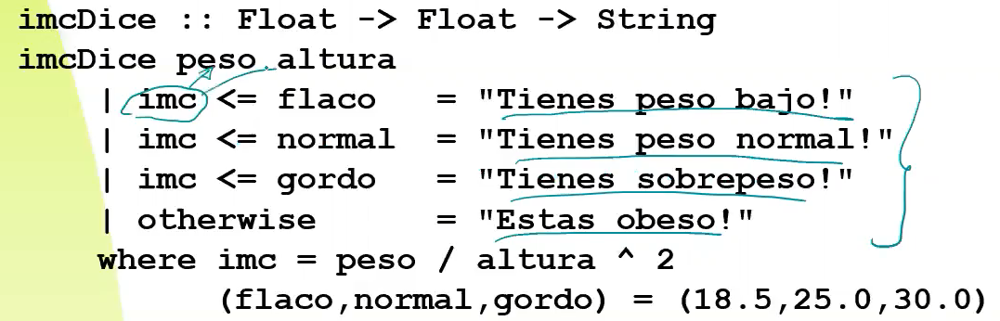 imcDice :: Float -> Float -> String
imcDice peso altura
    | imc <= flaco   = "Tienes peso bajo!"
    | imc <= normal  = "Tienes peso normal!"
    | imc <= gordo   = "Tienes sobrepeso!"
    | otherwise      = "Estas obeso!"
    where imc = peso / altura ^ 2
          (flaco,normal,gordo) = (18.5,25.0,30.0)